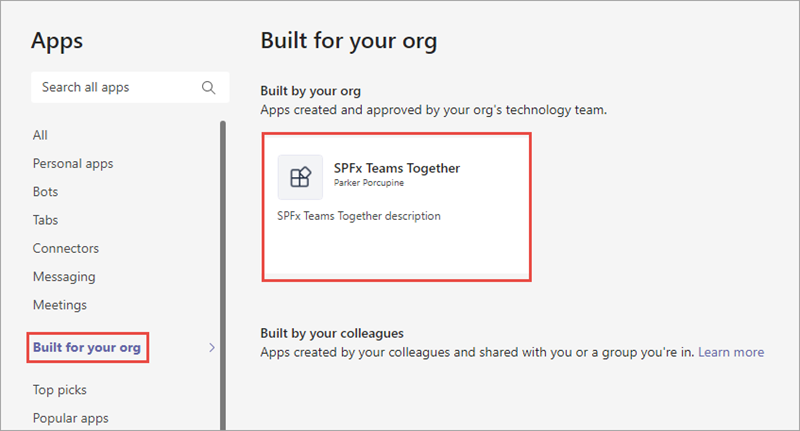 Apps
Search all apps
All
Personal apps
Bots
Tabs
Connectors
Messaging
Meetings
Built for your org
Top picks
Popular apps
Built for your org
Built by your org
Apps created and approved by your org's technology team.
SPFx Teams Together
Parker Porcupine
SPFx Teams Together description
Built by your colleagues
Apps created by your colleagues and shared with you or a group you're in. Learn more